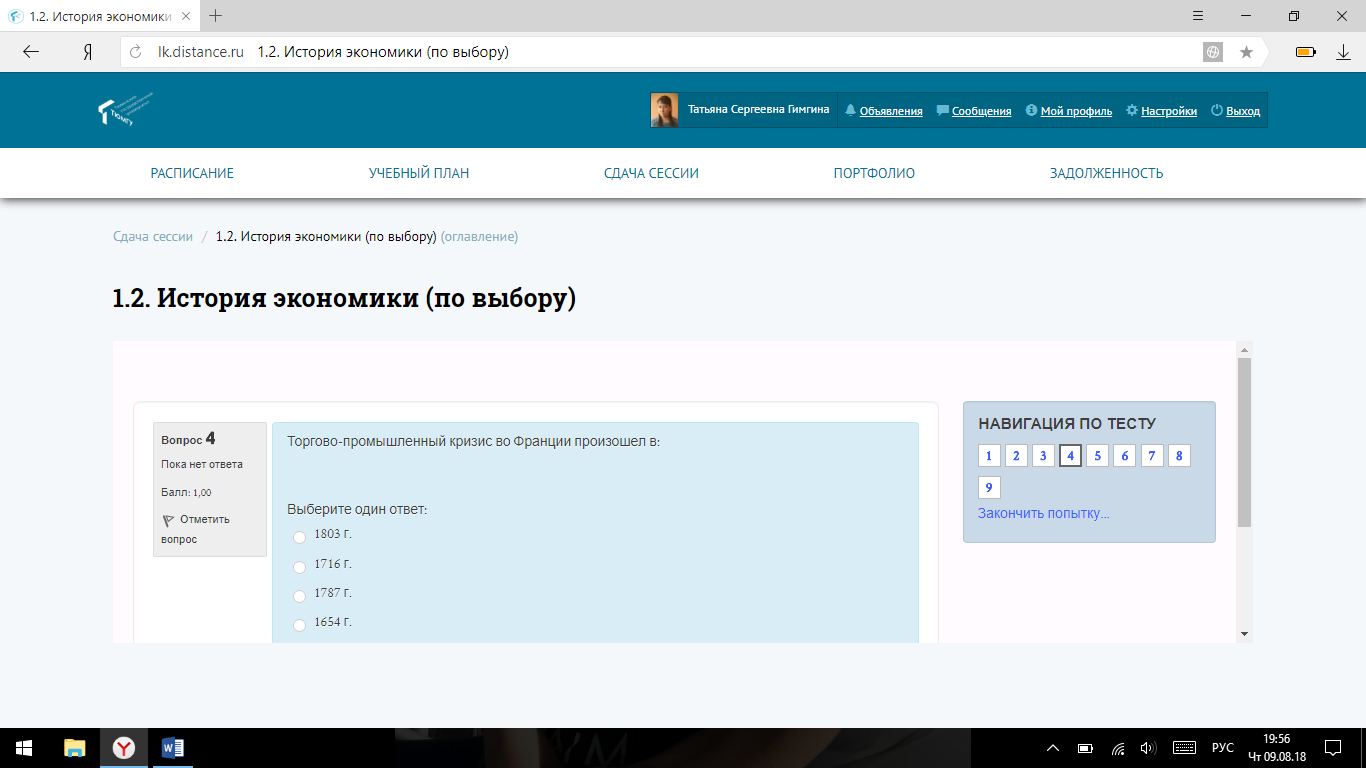 1.2. История экономики
lk.distance.ru 1.2. История экономики (по выбору)
Татьяна Сергеевна Гимгина Объявления Сообщения Мой профиль Настройки Выход
ТюмГУ
РАСПИСАНИЕ УЧЕБНЫЙ ПЛАН СДАЧА СЕССИИ ПОРТФОЛИО ЗАДОЛЖЕННОСТЬ
Сдача сессии / 1.2. История экономики (по выбору) (оглавление)
1.2. История экономики (по выбору)
Вопрос 4
Пока нет ответа
Балл: 1,00
Отметить
вопрос
Торгово-промышленный кризис во Франции произошел в:
Выберите один ответ:
1803 г.
1716 г.
1787 г.
1654 г.
НАВИГАЦИЯ ПО ТЕСТУ
1 2 3 4 5 6 7 8
9
Закончить попытку...
РУС
19:56
Чт 09.08.18